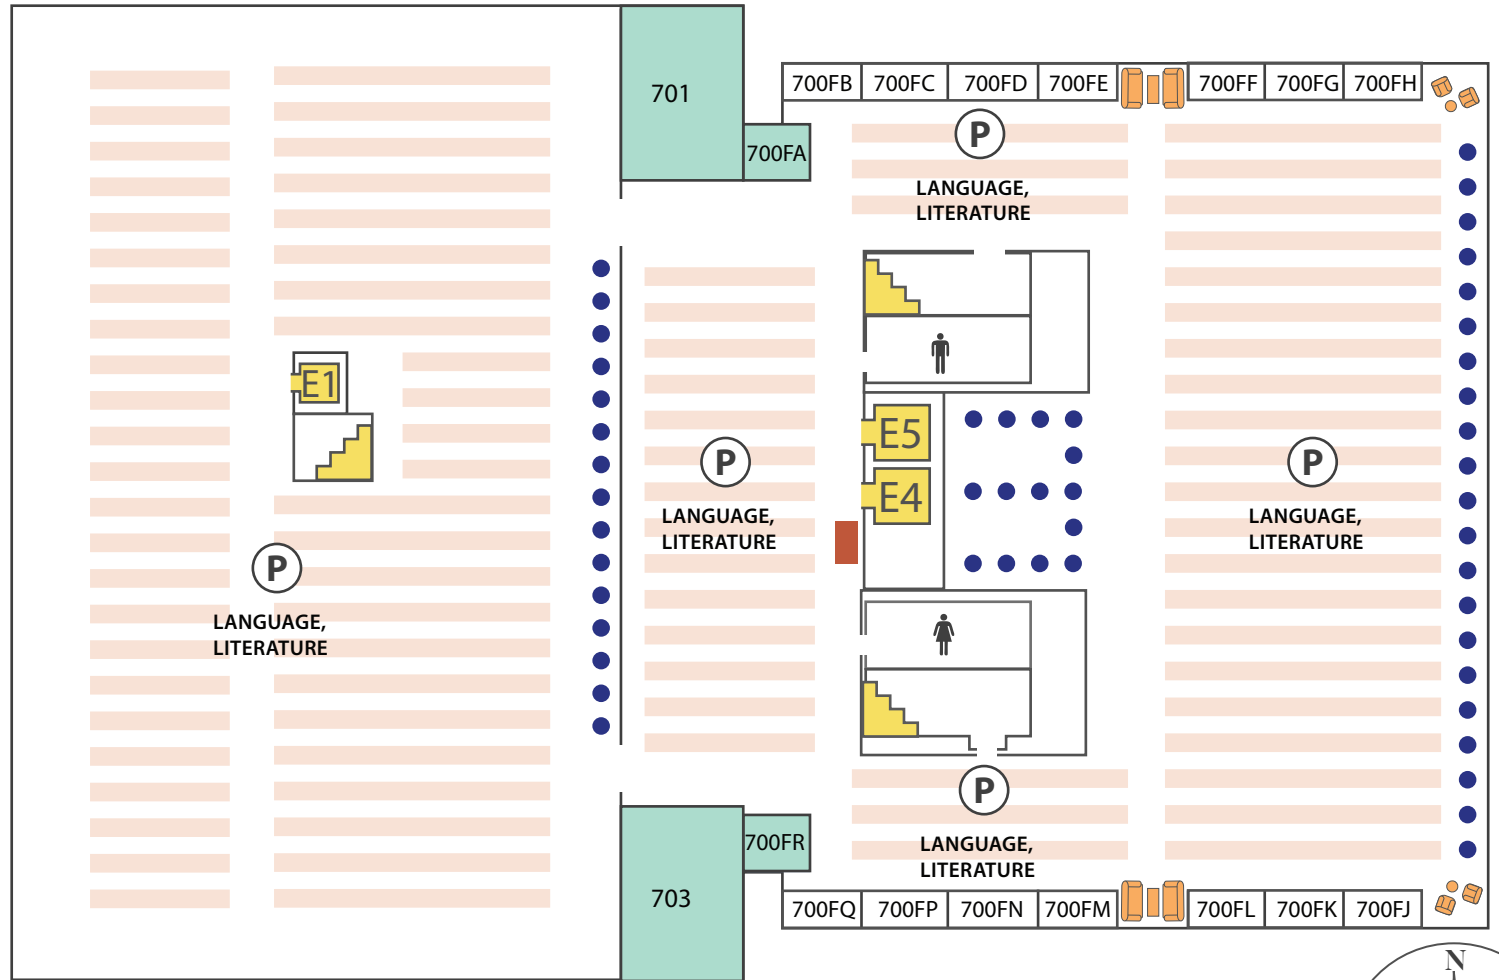 701
700FB 700FC 700FD 700FE 700FF 700FG 700FH
P
700FA
LANGUAGE,
LITERATURE
E1
E5
P
P
E4
LANGUAGE,
LITERATURE
LANGUAGE,
LITERATURE
P
LANGUAGE,
LITERATURE
P
700FR
LANGUAGE,
LITERATURE
703
700FQ 700FP 700FN 700FM 700FL 700FK 700FJ
N